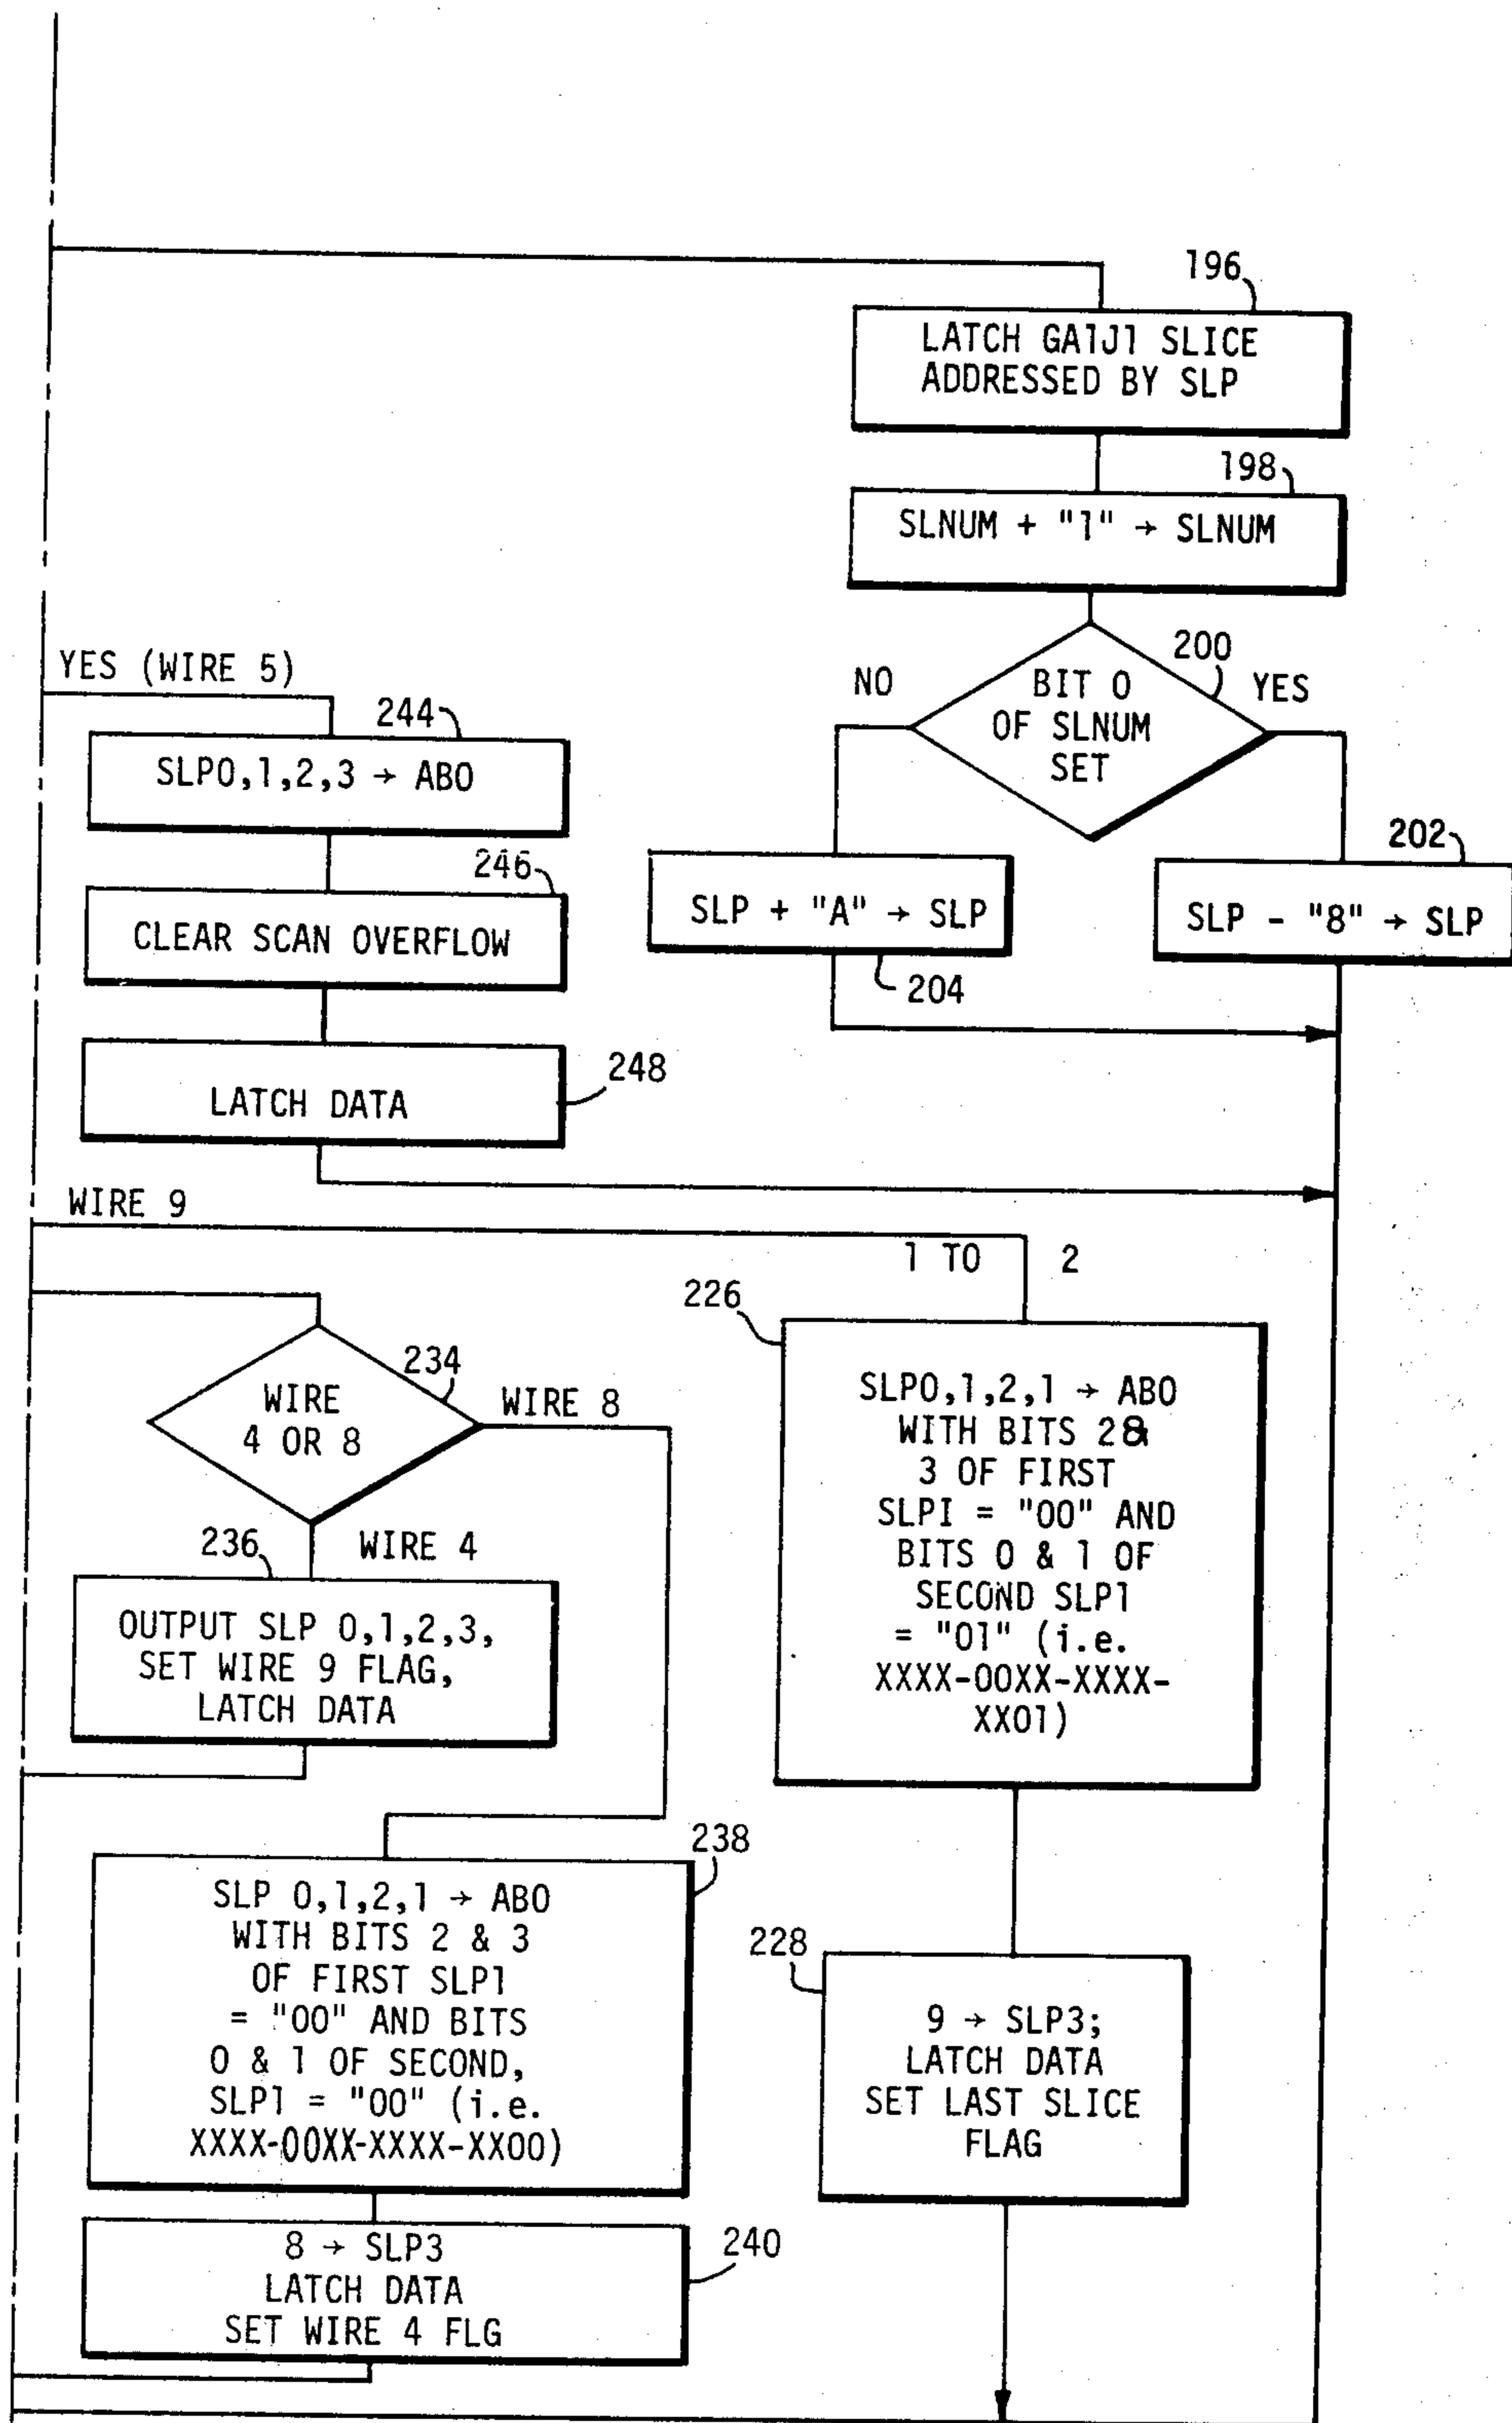 196
LATCH GA1J1 SLICE
ADDRESSED BY SLP
198
SLNUM + "1" → SLNUM
200
NO
BIT 0
OF SLNUM
SET
YES
YES (WIRE 5)
244
SLP0,1,2,3 → ABO
202
SLP + "A" → SLP
SLP - "8" → SLP
204
246
CLEAR SCAN OVERFLOW
248
LATCH DATA
WIRE 9
1 TO 2
226
234
WIRE
4 OR 8
WIRE 8
SLP0,1,2,1 → ABO
WITH BITS 2&
3 OF FIRST
SLPI = "00" AND
BITS 0 & 1 OF
SECOND SLP1
= "01" (i.e.
XXXX-00XX-XXXX-
XX01)
236
WIRE 4
OUTPUT SLP 0,1,2,3,
SET WIRE 9 FLAG,
LATCH DATA
238
SLP 0,1,2,1 → ABO
WITH BITS 2 & 3
OF FIRST SLP1
= "00" AND BITS
0 & 1 OF SECOND,
SLP1 = "00" (i.e.
XXXX-00XX-XXXX-XX00)
228
9 → SLP3;
LATCH DATA
SET LAST SLICE
FLAG
240
8 → SLP3
LATCH DATA
SET WIRE 4 FLG